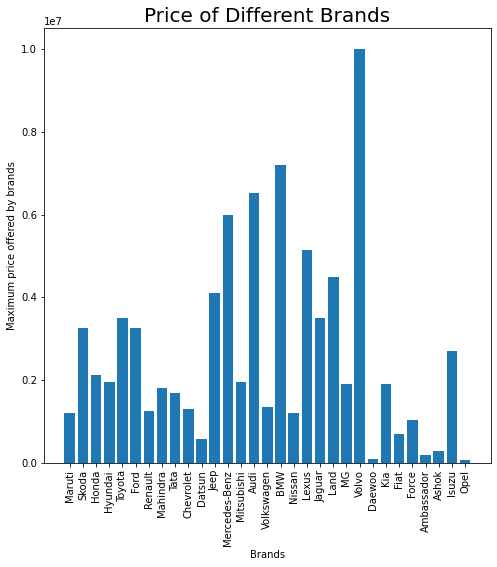 Price of Different Brands
1e7
Maximum price offered by brands
1.0
0.8
0.6
0.4
0.2
0.0
Maruti
Skoda
Honda
Hyundai
Toyota
Ford
Renault
Mahindra
Tata
Chevrolet
Datsun
Jeep
Mercedes-Benz
Mitsubishi
Audi
Volkswagen
BMW
Nissan
Lexus
Jaguar
Land
MG
Volvo
Daewoo
Kia
Fiat
Force
Ambassador
Ashok
Isuzu
Opel
Brands